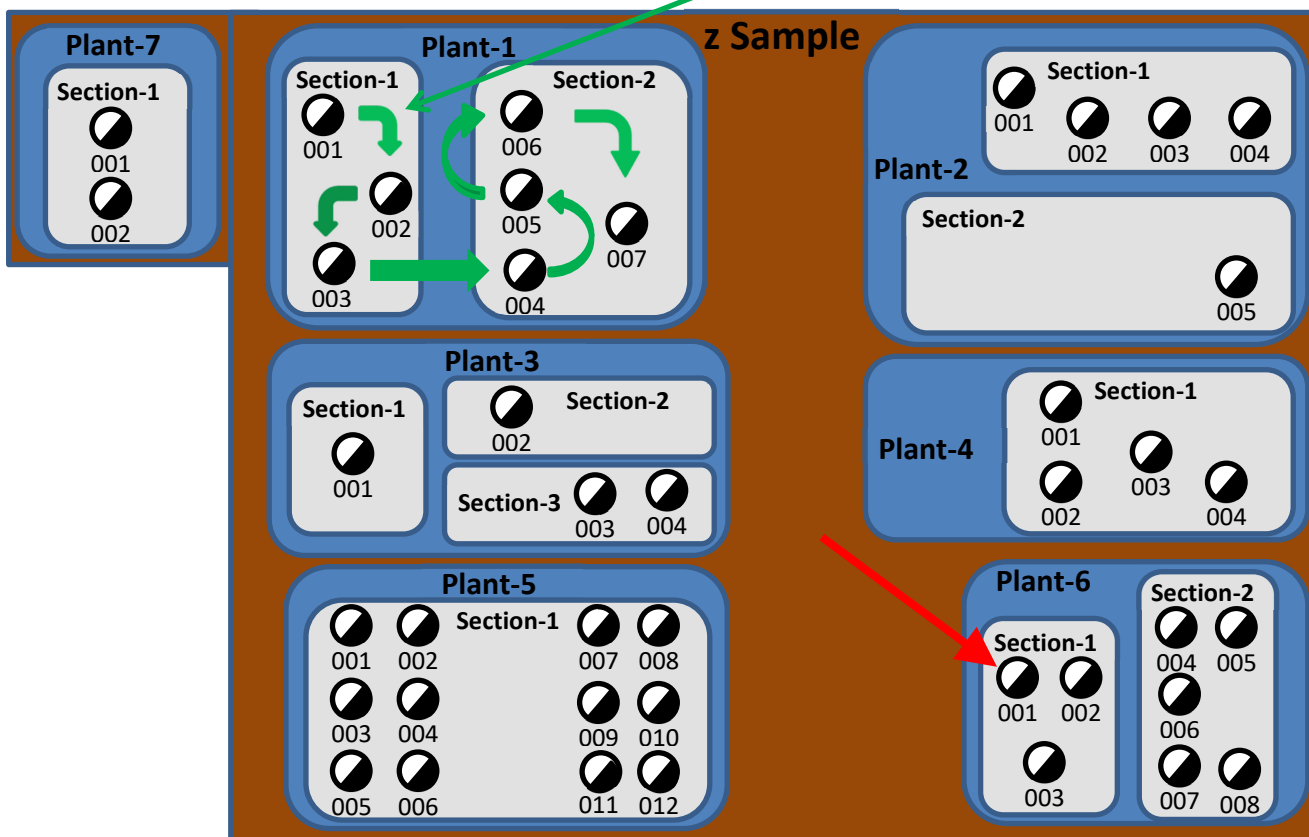 z Sample
Plant-7
Section-1
001
002
Plant-1
Section-1
001
002
003
Section-2
006
005
004
007
Plant-2
Section-1
001
002
003
004
Section-2
005
Plant-3
Section-1
001
Section-2
002
Section-3
003
004
Plant-4
Section-1
001
002
003
004
Plant-5
Section-1
001
002
007
008
003
004
009
010
005
006
011
012
Plant-6
Section-1
001
002
003
Section-2
004
005
006
007
008